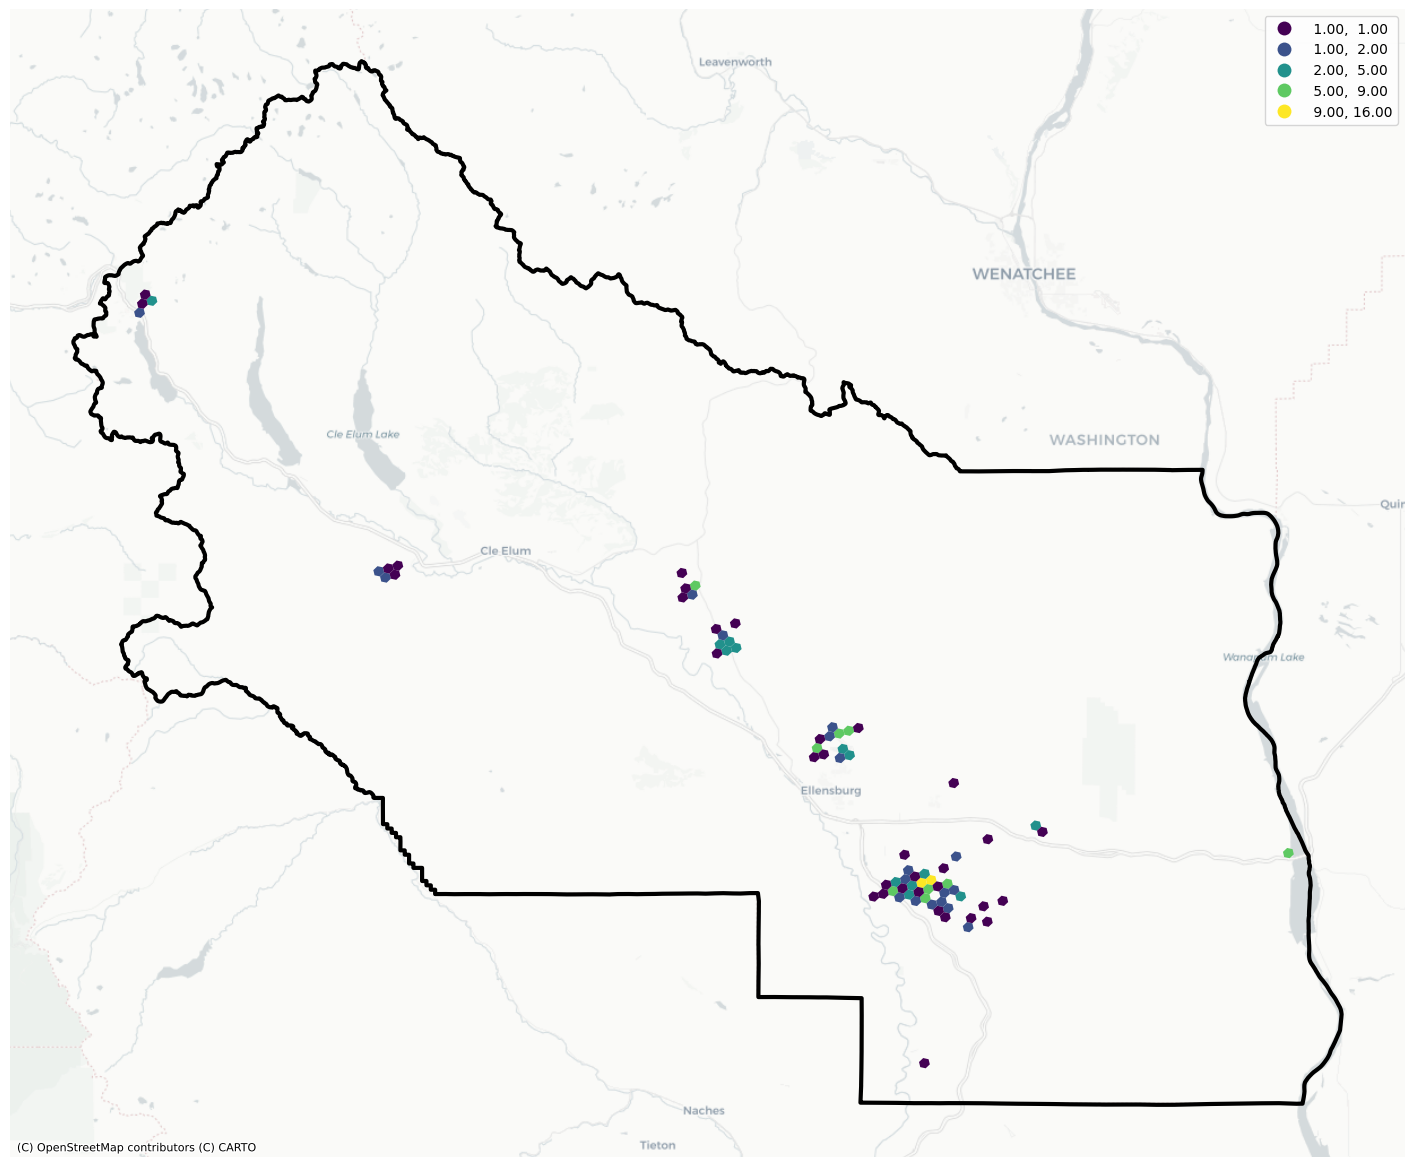 1.00,  1.00
1.00,  2.00
2.00,  5.00
5.00,  9.00
9.00, 16.00
Leavenworth
WENATCHEE
Cle Elum Lake
WASHINGTON
Quin
Cle Elum
Wanapum Lake
Ellensburg
Naches
Tieton
(C) OpenStreetMap contributors (C) CARTO